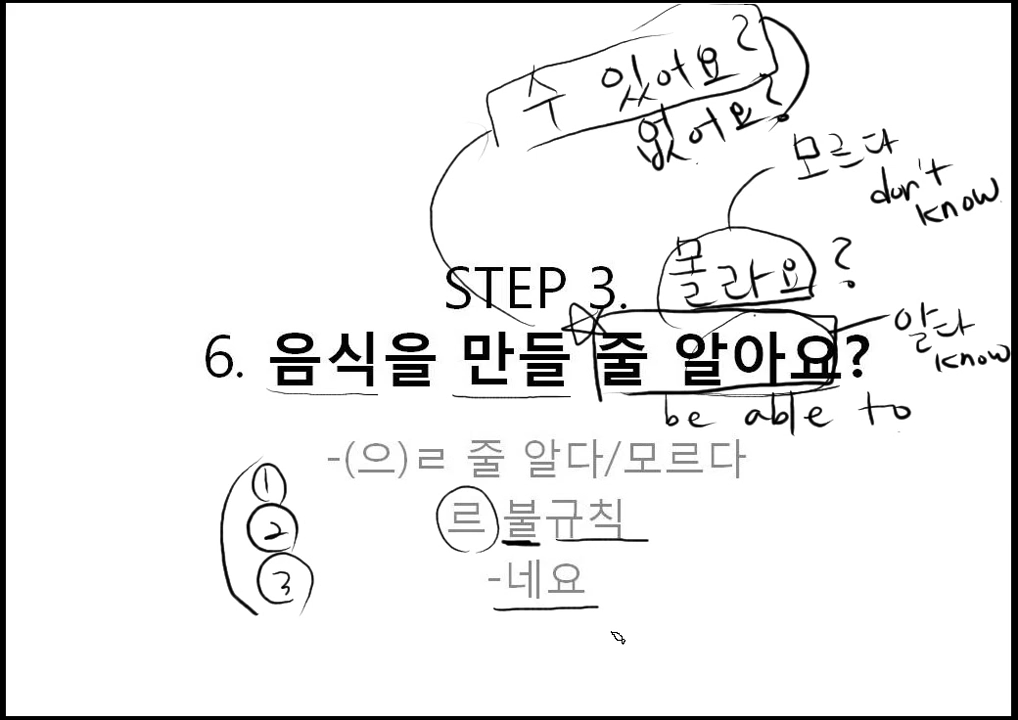 수 있어요?
없어요?
모르다
don't
know
몰라요?
STEP 3.
6. 음식을 만들 줄 알아요?
알다
know
be able to
-(으)ㄹ 줄 알다/모르다
르 불규칙
-네요
1
2
3